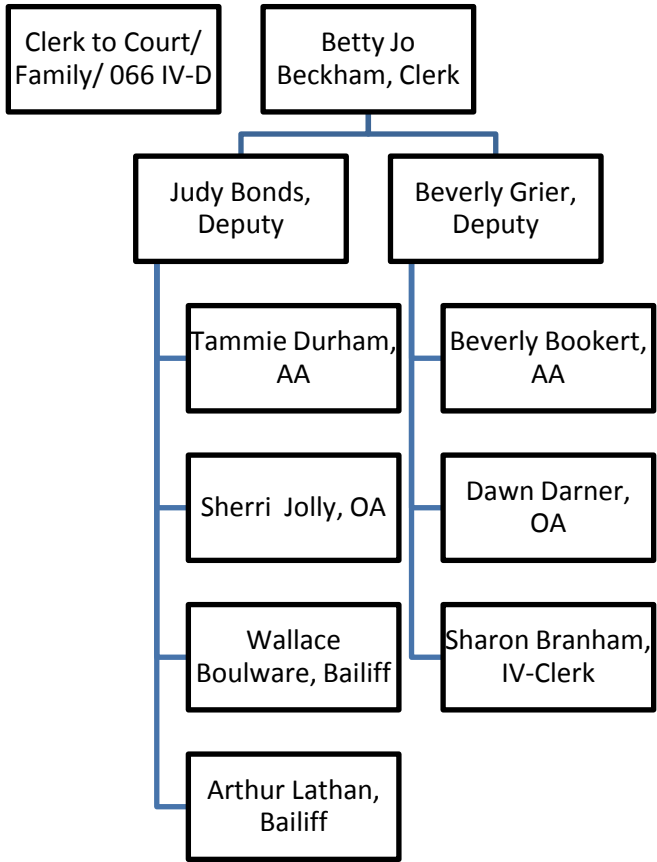 Clerk to Court/
Family/ 066 IV-D
Betty Jo
Beckham, Clerk
Judy Bonds,
Deputy
Beverly Grier,
Deputy
Tammie Durham,
AA
Beverly Bookert,
AA
Sherri  Jolly, OA
Dawn Darner,
OA
Wallace
Boulware, Bailiff
Sharon Branham,
IV-Clerk
Arthur Lathan,
Bailiff